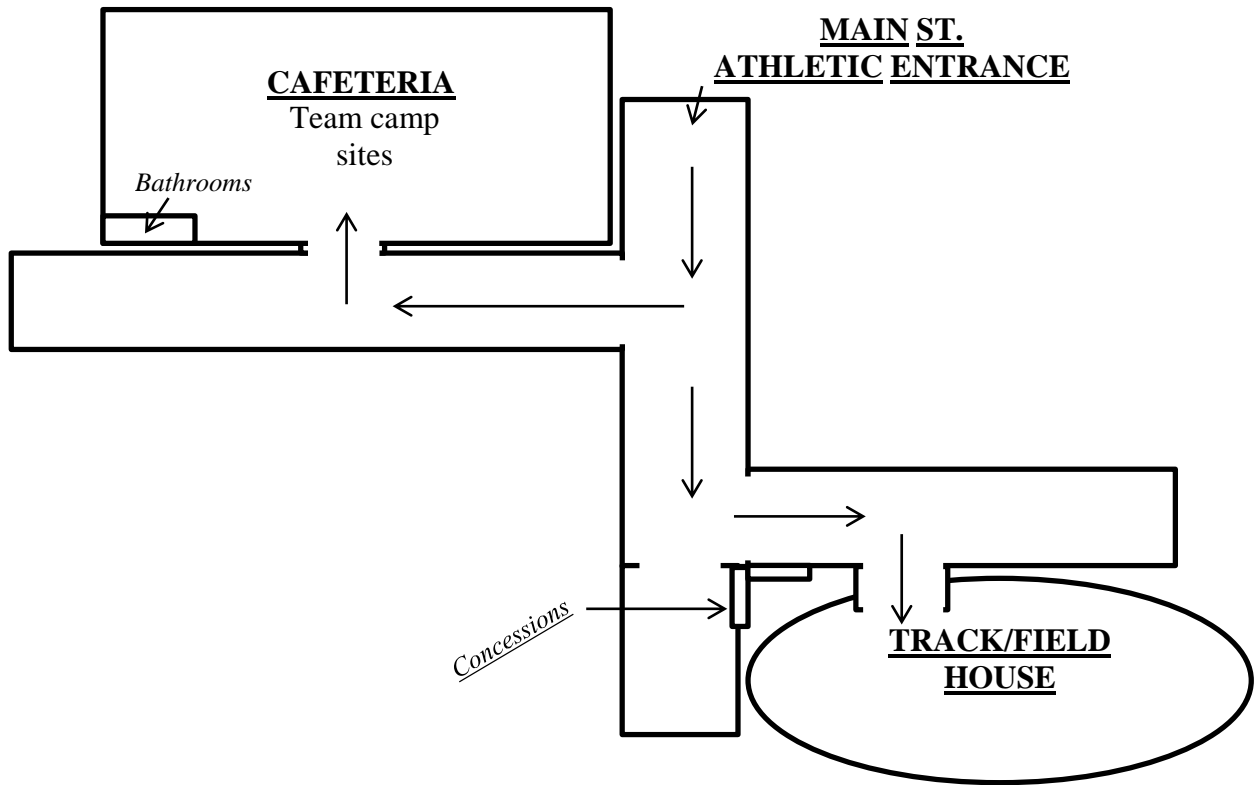 MAIN ST.
ATHLETIC ENTRANCE
CAFETERIA
Team camp
sites
Bathrooms
Concessions
TRACK/FIELD
HOUSE